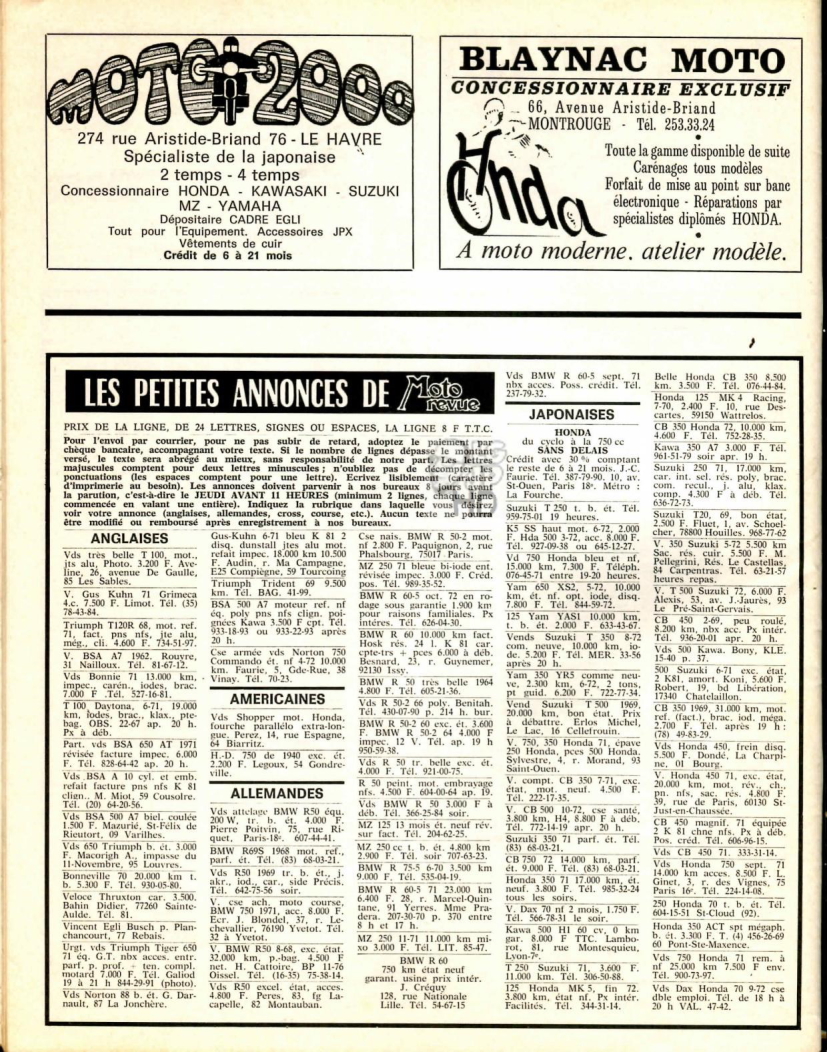 MOTO 2000
274 rue Aristide-Briand 76 - LE HAVRE
Spécialiste de la japonaise
2 temps - 4 temps
Concessionnaire HONDA - KAWASAKI - SUZUKI
MZ - YAMAHA
Dépositaire CADRE EGLI
Tout pour l'Equipement. Accessoires JPX
Vêtements de cuir
Crédit de 6 à 21 mois
BLAYNAC MOTO
CONCESSIONNAIRE EXCLUSIF
66, Avenue Aristide-Briand
MONTROUGE - Tél. 253.33.24
Honda
Toute la gamme disponible de suite
Carénages tous modèles
Forfait de mise au point sur banc
électronique - Réparations par
spécialistes diplômés HONDA.
A moto moderne, atelier modèle.
LES PETITES ANNONCES DE Moto revue
PRIX DE LA LIGNE, DE 24 LETTRES, SIGNES OU ESPACES, LA LIGNE 8 F T.T.C.
Pour l'envoi par courrier, pour ne pas subir de retard, adoptez le paiement par
chèque bancaire, accompagnant votre texte. Si le nombre de lignes dépasse le montant
versé, le texte sera abrégé au mieux, sans responsabilité de notre part. Les lettres
majuscules comptent pour deux lettres minuscules ; n'oubliez pas de décompter les
ponctuations (les espaces comptent pour une lettre). Ecrivez lisiblement (caractère
d'imprimerie au besoin). Les annonces doivent parvenir à nos bureaux 8 jours avant
la parution, c'est-à-dire le JEUDI AVANT 11 HEURES (minimum 2 lignes, chaque ligne
commencée en valant une entière). Indiquez la rubrique dans laquelle vous désirez
voir votre annonce (anglaises, allemandes, cross, course, etc.). Aucun texte ne pourra
être modifié ou remboursé après enregistrement à nos bureaux.
ANGLAISES
Vds très belle T 100, mot.,
jts alu, Photo. 3.200 F. Ave-
line, 26, avenue De Gaulle,
85 Les Sables,
V. Gus Kuhn 71 Grimeca
4.c. 7.500 F. Limot. Tél. (35)
78-43-84.
Triumph T120R 68, mot. ref.
71, fact. pns nfs, jte alu,
még., cli. 4.600 F. 734-51-97.
V. BSA A7 1962. Rouvre,
31 Nailloux. Tél. 81-67-12.
Vds Bonnie 71 13.000 km,
impec., carén., iodes, brac.
7.000 F .Tél. 527-16-81.
T 100 Daytona, 6-71, 19.000
km, iodes, brac., klax., pte-
bag. OBS. 22-67 ap. 20 h.
Px à déb.
Part. vds BSA 650 AT 1971
révisée facture impec. 6.000
F. Tél. 828-64-42 ap. 20 h.
Vds BSA A 10 cyl. et emb.
refait facture pns nfs K 81
clign.. M. Miot, 59 Cousolre.
Tél. (20) 64-20-56.
Vds BSA 500 A7 biel. coulée
1.500 F. Mazurié, St-Félix de
Rieutort, 09 Varilhes.
Vds 650 Triumph b. ét. 3.000
F. Macorigh A., impasse du
11-Novembre, 95 Louvres.
Bonneville 70 20.000 km t.
b. 5.300 F. Tél. 930-05-80.
Veloce Thruxton car. 3.500.
Bahin Didier, 77260 Sainte-
Aulde. Tél. 81.
Vincent Egli Busch p. Plan-
chancourt, 77 Rebais.
Urgt. vds Triumph Tiger 650
71 éq. G.T. nbx acces. entr.
parf. p. prof. + ten. compl.
motard 7.000 F. Tél. Galiod
19 à 21 h 844-29-91 (photo).
Vds Norton 88 b. ét. G. Dar-
nault, 87 La Jonchère.
Gus-Kuhn 6-71 bleu K 81 2
disq. dunstall jtes alu mot.
refait impec. 18.000 km 10.500
F. Audin, r. Ma Campagne,
E25 Compiègne, 59 Tourcoing
Triumph Trident 69 9.500
km. Tél. BAG. 41-99.
BSA 500 A7 moteur ref. nf
éq. poly pns nfs clign. poi-
gnées Kawa 3.500 F cpt. Tél.
933-18-93 ou 933-22-93 après
20 h.
Cse armée vds Norton 750
Commando ét. nf 4-72 10.000
km. Faurie, 5, Gde-Rue, 38
Vinay. Tél. 70-23.
AMERICAINES
Vds Shopper mot. Honda,
fourche parallélo extra-lon-
gue. Perez, 14, rue Espagne,
64 Biarritz.
H.-D. 750 de 1940 exc. ét.
2.200 F. Legoux, 54 Gondre-
ville.
ALLEMANDES
Vds attelage BMW R50 équ.
200 W, tr. b. ét. 4.000 F.
Pierre Poitvin, 75, rue Ri-
quet, Paris-18e. 607-44-41.
BMW R69S 1968 mot. ref.,
parf. ét. Tél. (83) 68-03-21.
Vds R50 1969 tr. b. ét., j.
akr., iod., car., side Précis.
Tél. 642-75-56 soir.
V. cse ach. moto course,
BMW 750 1971, acc. 8.000 F.
Ecr. J. Blondel, 37, r. Le-
chevallier, 76190 Yvetot. Tél.
32 à Yvetot.
V. BMW R50 8-68, exc. état.
32.000 km, p.-bag. 4.500 F
net. H. Cattoire, BP 11-76
Oissel. Tél. (16-35) 75-38-14.
Vds R50 excel. état, acces.
4.800 F. Peres, 83, fg La-
capelle, 82 Montauban.
Cse nais. BMW R 50-2 mot.
nf 2.800 F. Paquignon, 2, rue
Phalsbourg, 75017 Paris.
MZ 250 71 bleue bi-iode ent.
révisée impec. 3.000 F. Créd.
pos. Tél. 989-35-52.
BMW R 60-5 oct. 72 en ro-
dage sous garantie 1.900 km
pour raisons familiales. Px
intéres. Tél. 626-04-30.
BMW R 60 10.000 km fact.
Hosk rés. 24 l. K 81 car.
cpte-trs + pces 6.000 à déb.
Besnard, 23, r. Guynemer,
92130 Issy.
BMW R 50 très belle 1964
4.800 F. Tél. 605-21-36.
Vds R 50-2 66 poly. Benitah.
Tél. 430-07-90 p. 214 h. bur.
BMW R 50-2 60 exc. ét. 3.600
F. BMW R 50-2 64 4.000 F
impec. 12 V. Tél. ap. 19 h
950-59-38.
Vds R 50 tr. belle exc. ét.
4.000 F. Tél. 921-00-75.
R 50 peint. mot. embrayage
nfs. 4.500 F. 604-00-64 ap. 19.
Vds BMW R 50 3.000 F à
déb. Tél. 366-25-84 soir.
MZ 125 13 mois ét. neuf rév.
sur fact. Tél. 204-62-25.
MZ 250 cc t. b. ét. 4.800 km
2.900 F. Tél. soir 707-63-23.
BMW R 75-5 6-70 3.500 km
9.000 F. Tél. 535-04-19.
BMW R 60-5 71 23.000 km
6.400 F. 28, r. Marcel-Quin-
tane, 91 Yerres. Mme Pra-
dera. 207-30-70 p. 370 entre
8 h et 17 h.
MZ 250 11-71 11.000 km mi-
xo 3.000 F. Tél. LIT. 85-47.
BMW R 60
750 km état neuf
garant. usine prix intér.
J. Créquy
128, rue Nationale
Lille. Tél. 54-67-15
Vds BMW R 60-5 sept. 71
nbx acces. Poss. crédit. Tél.
237-79-32.
JAPONAISES
HONDA
du cyclo à la 750 cc
SANS DELAIS
Crédit avec 30 % comptant
le reste de 6 à 21 mois. J.-C.
Faurie. Tél. 387-79-90. 10, av.
St-Ouen, Paris 18e. Métro :
La Fourche.
Suzuki T 250 t. b. ét. Tél.
959-75-01 19 heures.
K5 SS haut mot. 6-72, 2.000
F. Hda 500 3-72, acc. 8.000 F.
Tél. 927-09-38 ou 645-12-27.
Vd 750 Honda bleu et nf,
15.000 km, 7.300 F. Téléph.
076-45-71 entre 19-20 heures.
Yam 650 XS2, 5-72, 10.000
km, ét. nf. opt. iode, disq.
7.800 F. Tél. 844-59-72.
125 Yam YAS1 10.000 km,
t. b. ét. 2.000 F. 633-43-67.
Vends Suzuki T 350 8-72
com. neuve, 10.000 km, io-
de. 5.200 F. Tél. MER. 33-56
après 20 h.
Yam 350 YR5 comme neu-
ve, 2.300 km, 6-72, 2 tons,
pt guid. 6.200 F. 722-77-34.
Vend Suzuki T 500 1969,
20.000 km, bon état. Prix
à débattre. Erlos Michel,
Le Lac, 16 Cellefrouin.
V. 750, 350 Honda 71, épave
250 Honda, pces 500 Honda.
Sylvestre, 4, r. Morand, 93
Saint-Ouen.
V. compt. CB 350 7-71, exc.
état, mot. neuf. 4.500 F.
Tél. 222-17-35.
V. CB 500 10-72, cse santé,
3.800 km, H4, 8.800 F à déb.
Tél. 772-14-19 apr. 20 h.
Suzuki 350 71 parf. ét. Tél.
(83) 68-03-21.
CB 750 72 14.000 km, parf.
ét. 9.000 F. Tél. (83) 68-03-21.
Honda 350 71 17.000 km, ét.
neuf. 3.800 F. Tél. 985-32-24
tous les soirs.
V. Dax 70 nf 2 mois, 1.750 F.
Tél. 566-78-31 le soir.
Kawa 500 H1 60 cv, 0 km
gar. 8.000 F TTC. Lambo-
rot, 81, rue Montesquieu,
Lyon-7e.
T 250 Suzuki 71, 3.600 F.
11.000 km. Tél. 306-50-88.
125 Honda MK 5, fin 72.
3.800 km, état nf. Px intér.
Facilités. Tél. 344-31-14.
Belle Honda CB 350 8.500
km. 3.500 F. Tél. 076-44-84.
Honda 125 MK 4 Racing,
7-70, 2.400 F. 10, rue Des-
cartes, 59150 Wattrelos.
CB 350 Honda 72, 10.000 km,
4.600 F. Tél. 752-28-35.
Kawa 350 A7 3.000 F. Tél.
961-51-79 soir apr. 19 h.
Suzuki 250 71, 17.000 km,
car. int. sel. rés. poly, brac.
com. recul., j. alu, klax.
comp. 4.300 F à déb. Tél.
636-72-73.
Suzuki T20, 69, bon état,
2.500 F. Fluet, 1, av. Schoel-
cher, 78800 Houilles. 968-77-62
V. 350 Suzuki 5-72 5.500 km
Sac. rés. cuir. 5.500 F. M.
Pellegrini, Rés. Le Castellas,
84 Carpentras. Tél. 63-21-57
heures repas.
V. T 500 Suzuki 72, 6.000 F.
Alexis, 53, av. J.-Jaurès, 93
Le Pré-Saint-Gervais.
CB 450 2-69, peu roulé,
8.200 km, nbx acc. Px intér.
Tél. 936-20-01 apr. 20 h.
Vds 500 Kawa. Bony, KLE.
15-40 p. 37.
500 Suzuki 6-71 exc. état,
2 K81, amort. Koni, 5.600 F.
Robert, 19, bd Libération,
17340 Chatelaillon.
CB 350 1969, 31.000 km, mot.
ref. (fact.), brac. iod. méga.
2.700 F. Tél. après 19 h :
(78) 49-83-29.
Vds Honda 450, frein disq.
5.500 F. Dondé, La Charpi-
ne, 01 Bourg.
V. Honda 450 71, exc. état,
20.000 km, mot. rév., ch.,
pn. nfs, sac. rés. 4.800 F.
39, rue de Paris, 60130 St-
Just-en-Chaussée.
CB 450 magnif. 71 équipée
2 K 81 chne nfs. Px à déb.
Pos. créd. Tél. 606-96-15.
Vds CB 450 71. 333-31-14.
Vds Honda 750 sept. 71
14.000 km acces. 8.500 F. L.
Ginet, 3, r. des Vignes, 75
Paris 16e. Tél. 224-14-08.
250 Honda 70 t. b. ét. Tél.
604-15-51 St-Cloud (92).
Honda 350 ACT spt mégaph.
b. ét. 3.300 F T. (4) 456-26-69
60 Pont-Ste-Maxence.
Vds 750 Honda 71 rem. à
nf 25.000 km 7.500 F env.
Tél. 900-73-97.
Vds Dax Honda 70 9-72 cse
dble emploi. Tél. de 18 h à
20 h VAL. 47-42.